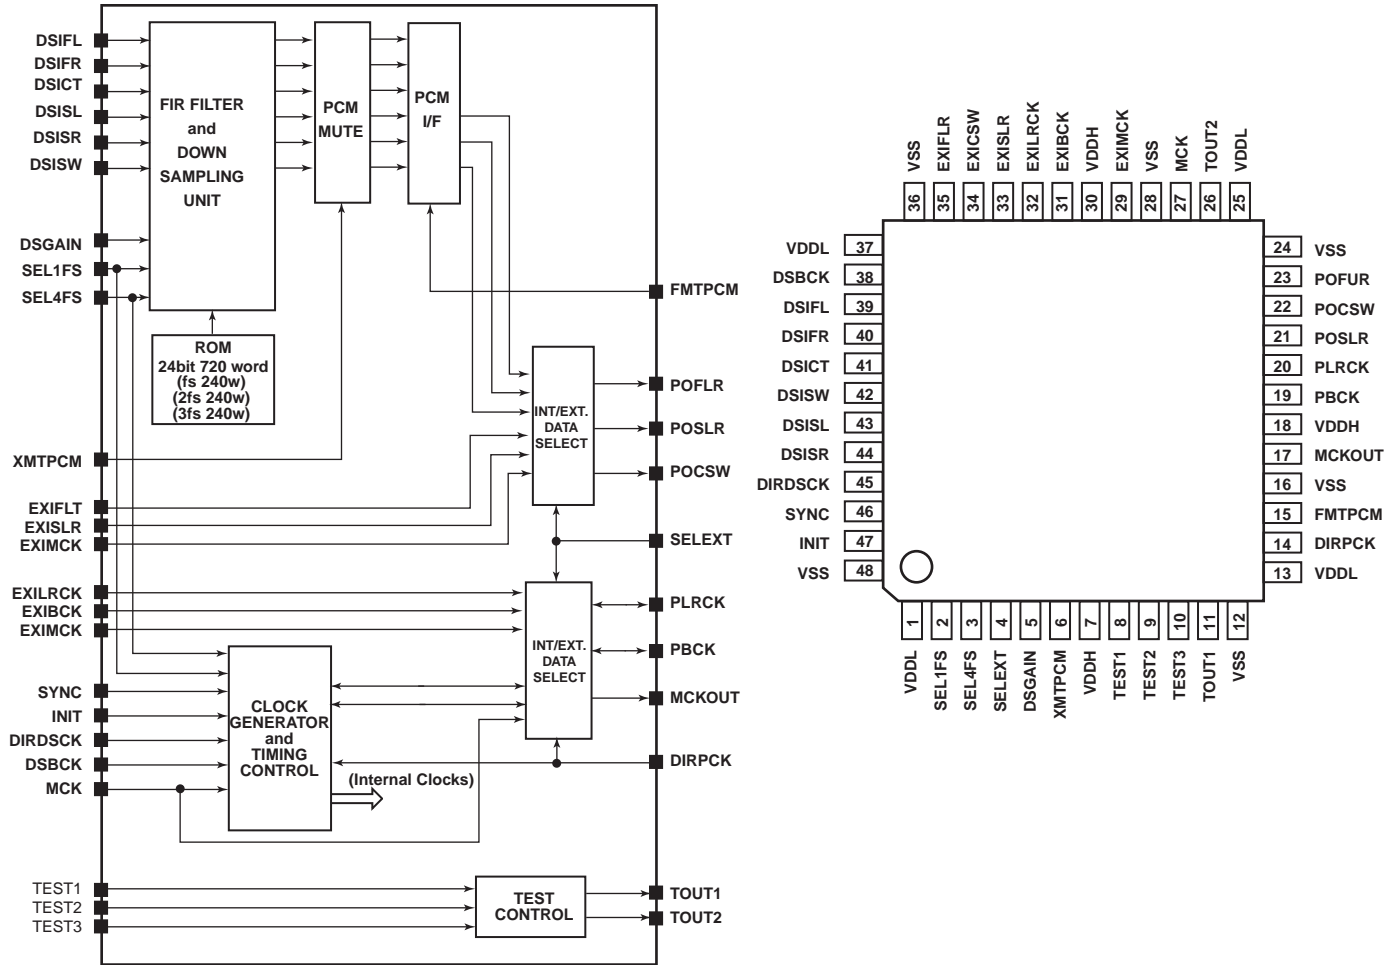 DSIFL
DSIFR
DSICT
DSISL
DSISR
DSISW
DSGAIN
SEL1FS
SEL4FS
FIR FILTER
and
DOWN
SAMPLING
UNIT
PCM
MUTE
PCM
I/F
ROM
24bit 720 word
(fs 240w)
(2fs 240w)
(3fs 240w)
XMTPCM
EXIFLT
EXISLR
EXIMCK
EXILRCK
EXIBCK
EXIMCK
SYNC
INIT
DIRDSCK
DSBCK
MCK
CLOCK
GENERATOR
and
TIMING
CONTROL
(Internal Clocks)
INT/EXT.
DATA
SELECT
INT/EXT.
DATA
SELECT
FMTPCM
POFLR
POSLR
POCSW
SELEXT
PLRCK
PBCK
MCKOUT
DIRPCK
TEST1
TEST2
TEST3
TEST
CONTROL
TOUT1
TOUT2
VSS
EXIFLR
EXICSW
EXISLR
EXILRCK
EXIBCK
VDDH
EXIMCK
VSS
MCK
TOUT2
VDDL
36
35
34
33
32
31
30
29
28
27
26
25
VDDL 37
DSBCK 38
DSIFL 39
DSIFR 40
DSICT 41
DSISW 42
DSISL 43
DSISR 44
DIRDSCK 45
SYNC 46
INIT 47
VSS 48
24 VSS
23 POFUR
22 POCSW
21 POSLR
20 PLRCK
19 PBCK
18 VDDH
17 MCKOUT
16 VSS
15 FMTPCM
14 DIRPCK
13 VDDL
1
2
3
4
5
6
7
8
9
10
11
12
VDDL
SEL1FS
SEL4FS
SELEXT
DSGAIN
XMTPCM
VDDH
TEST1
TEST2
TEST3
TOUT1
VSS